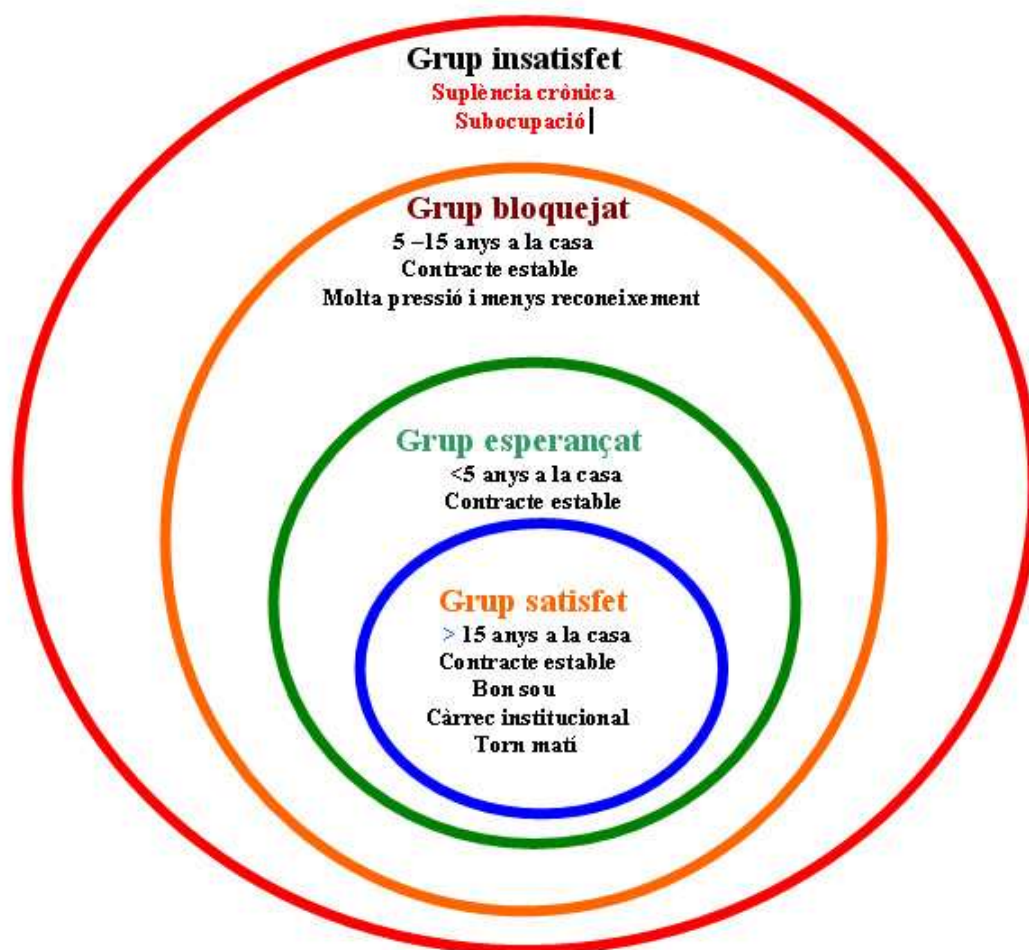 Grup insatisfet
Suplència crònica
Subocupació
Grup bloquejat
5 –15 anys a la casa
Contracte estable
Molta pressió i menys reconeixement
Grup esperançat
<5 anys a la casa
Contracte estable
Grup satisfet
> 15 anys a la casa
Contracte estable
Bon sou
Càrrec institucional
Torn matí